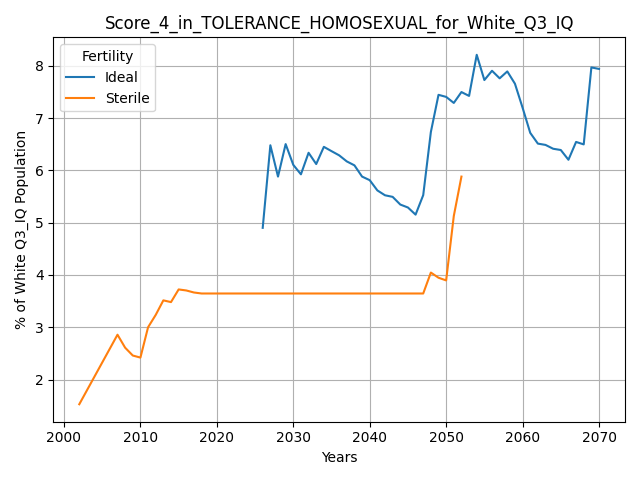 Score_4_in_TOLERANCE_HOMOSEXUAL_for_White_Q3_IQ
Fertility
Ideal
Sterile
% of White Q3_IQ Population
8
7
6
5
4
3
2
2000 2010 2020 2030 2040 2050 2060 2070
Years